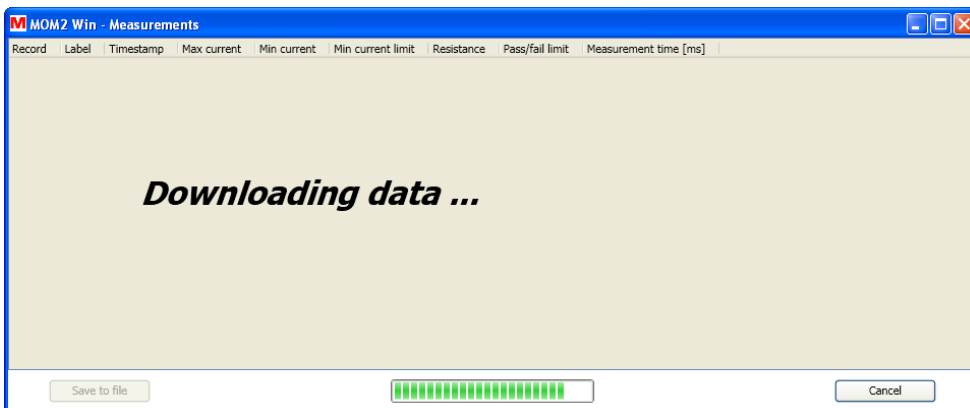 M MOM2 Win - Measurements
Record Label Timestamp Max current Min current Min current limit Resistance Pass/fail limit Measurement time [ms]
Downloading data ...
Save to file Cancel